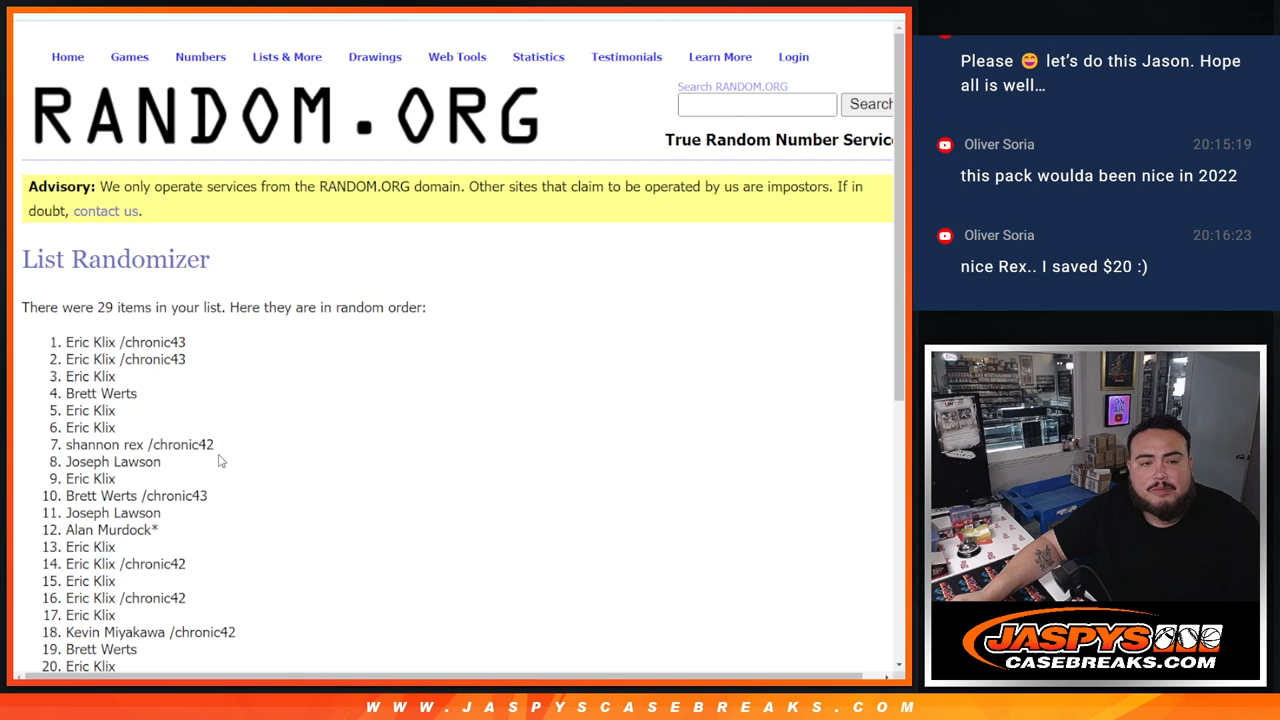 Home Games Numbers Lists & More Drawings Web Tools Statistics Testimonials Learn More Login
Search RANDOM.ORG
RANDOM.ORG
Search
True Random Number Servic
Advisory: We only operate services from the RANDOM.ORG domain. Other sites that claim to be operated by us are impostors. If in
doubt, contact us.
List Randomizer
There were 29 items in your list. Here they are in random order:
1. Eric Klix /chronic43
2. Eric Klix /chronic43
3. Eric Klix
4. Brett Werts
5. Eric Klix
6. Eric Klix
7. shannon rex /chronic42
8. Joseph Lawson
9. Eric Klix
10. Brett Werts /chronic43
11. Joseph Lawson
12. Alan Murdock*
13. Eric Klix
14. Eric Klix /chronic42
15. Eric Klix
16. Eric Klix /chronic42
17. Eric Klix
18. Kevin Miyakawa /chronic42
19. Brett Werts
20. Eric Klix
Please 😄 let's do this Jason. Hope
all is well…
Oliver Soria 20:15:19
this pack woulda been nice in 2022
Oliver Soria 20:16:23
nice Rex.. I saved $20 :)
ON
AIR
JASPYS
CASEBREAKS.COM
WWW.JASPYSCASEBREAKS.COM